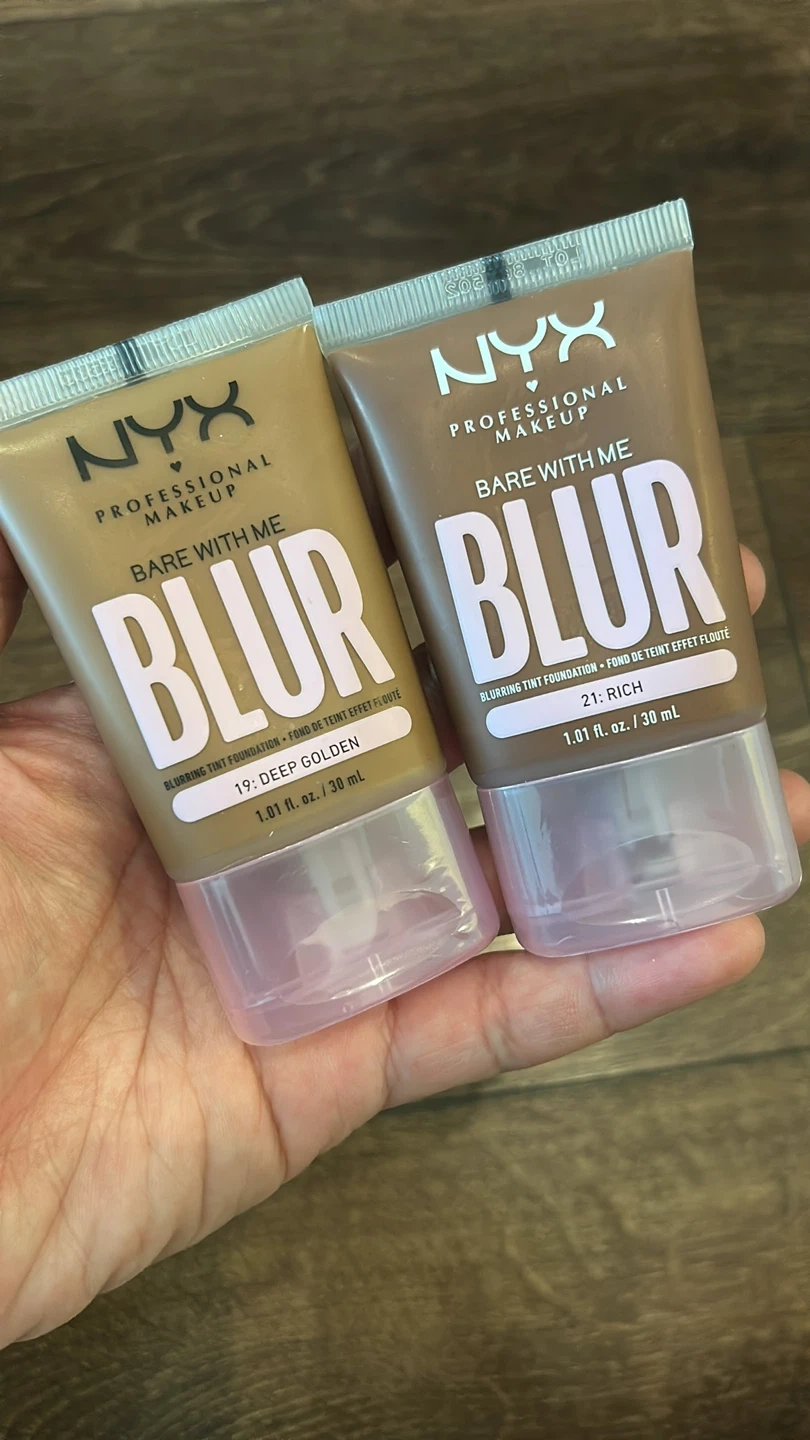 NYX
PROFESSIONAL
MAKEUP
BARE WITH ME
BLUR
BLURRING TINT FOUNDATION • FOND DE TEINT EFFET FLOUTÉ
19: DEEP GOLDEN
1.01 fl. oz. / 30 mL
NYX
PROFESSIONAL
MAKEUP
BARE WITH ME
BLUR
BLURRING TINT FOUNDATION • FOND DE TEINT EFFET FLOUTÉ
21: RICH
1.01 fl. oz. / 30 mL